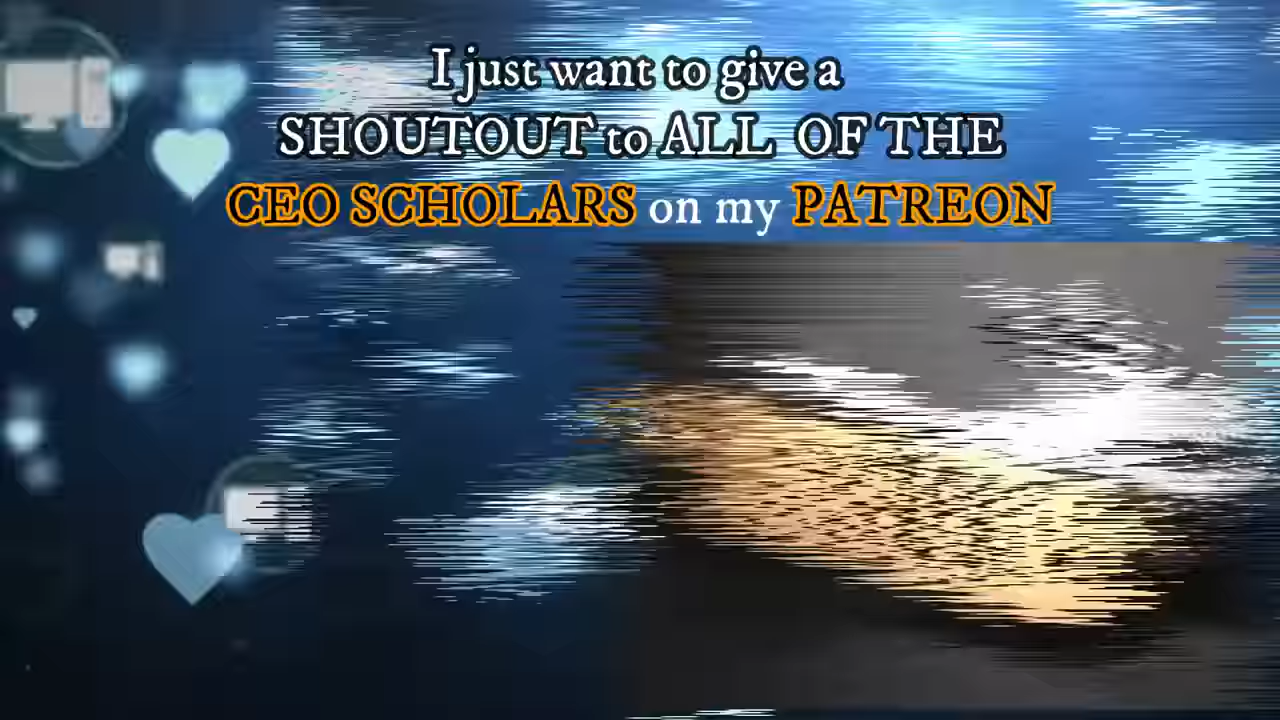 I just want to give a
SHOUTOUT to ALL OF THE
CEO SCHOLARS on my PATREON